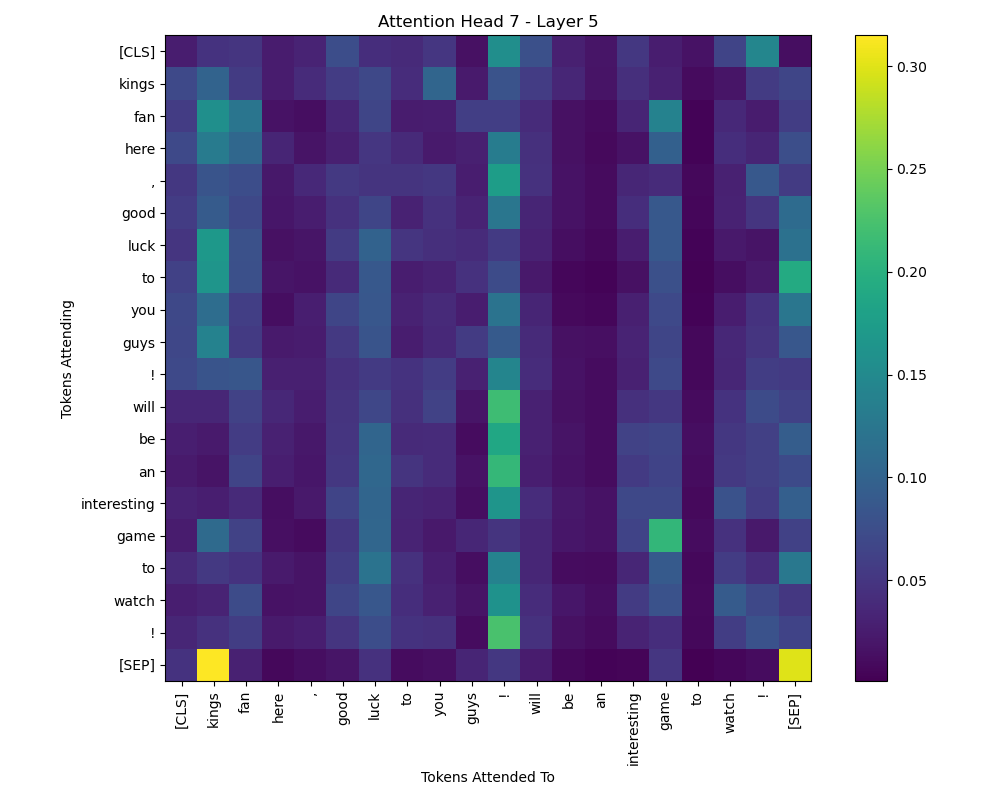 Attention Head 7 - Layer 5
Tokens Attending
[CLS]
kings
fan
here
,
good
luck
to
you
guys
!
will
be
an
interesting
game
to
watch
!
[SEP]
[CLS]
kings
fan
here
,
good
luck
to
you
guys
!
will
be
an
interesting
game
to
watch
!
[SEP]
Tokens Attended To
0.30
0.25
0.20
0.15
0.10
0.05